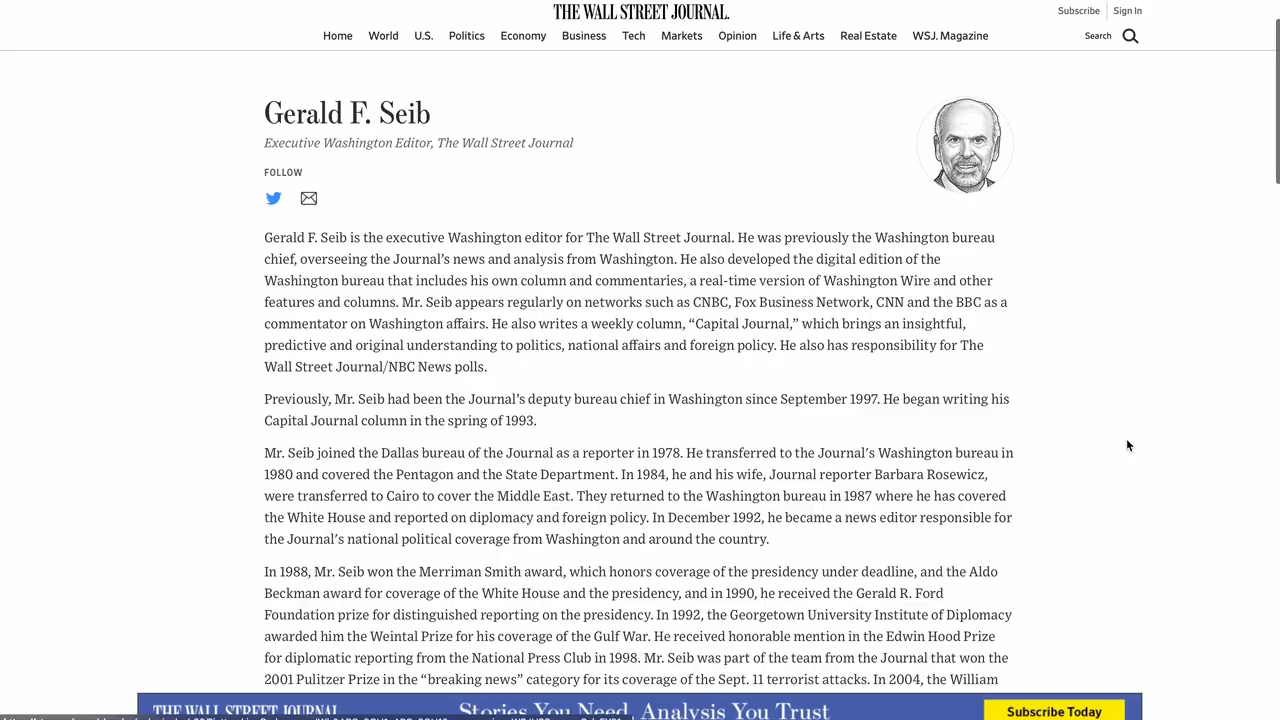 THE WALL STREET JOURNAL.
Subscribe
Sign In
Home World U.S. Politics Economy Business Tech Markets Opinion Life & Arts Real Estate WSJ. Magazine
Search
Gerald F. Seib
Executive Washington Editor, The Wall Street Journal
FOLLOW
Gerald F. Seib is the executive Washington editor for The Wall Street Journal. He was previously the Washington bureau
chief, overseeing the Journal’s news and analysis from Washington. He also developed the digital edition of the
Washington bureau that includes his own column and commentaries, a real-time version of Washington Wire and other
features and columns. Mr. Seib appears regularly on networks such as CNBC, Fox Business Network, CNN and the BBC as a
commentator on Washington affairs. He also writes a weekly column, “Capital Journal,” which brings an insightful,
predictive and original understanding to politics, national affairs and foreign policy. He also has responsibility for The
Wall Street Journal/NBC News polls.
Previously, Mr. Seib had been the Journal’s deputy bureau chief in Washington since September 1997. He began writing his
Capital Journal column in the spring of 1993.
Mr. Seib joined the Dallas bureau of the Journal as a reporter in 1978. He transferred to the Journal's Washington bureau in
1980 and covered the Pentagon and the State Department. In 1984, he and his wife, Journal reporter Barbara Rosewicz,
were transferred to Cairo to cover the Middle East. They returned to the Washington bureau in 1987 where he has covered
the White House and reported on diplomacy and foreign policy. In December 1992, he became a news editor responsible for
the Journal's national political coverage from Washington and around the country.
In 1988, Mr. Seib won the Merriman Smith award, which honors coverage of the presidency under deadline, and the Aldo
Beckman award for coverage of the White House and the presidency, and in 1990, he received the Gerald R. Ford
Foundation prize for distinguished reporting on the presidency. In 1992, the Georgetown University Institute of Diplomacy
awarded him the Weintal Prize for his coverage of the Gulf War. He received honorable mention in the Edwin Hood Prize
for diplomatic reporting from the National Press Club in 1998. Mr. Seib was part of the team from the Journal that won the
2001 Pulitzer Prize in the “breaking news” category for its coverage of the Sept. 11 terrorist attacks. In 2004, the William
THE WALL STREET JOURNAL
Stories You Need. Analysis You Trust
Subscribe Today